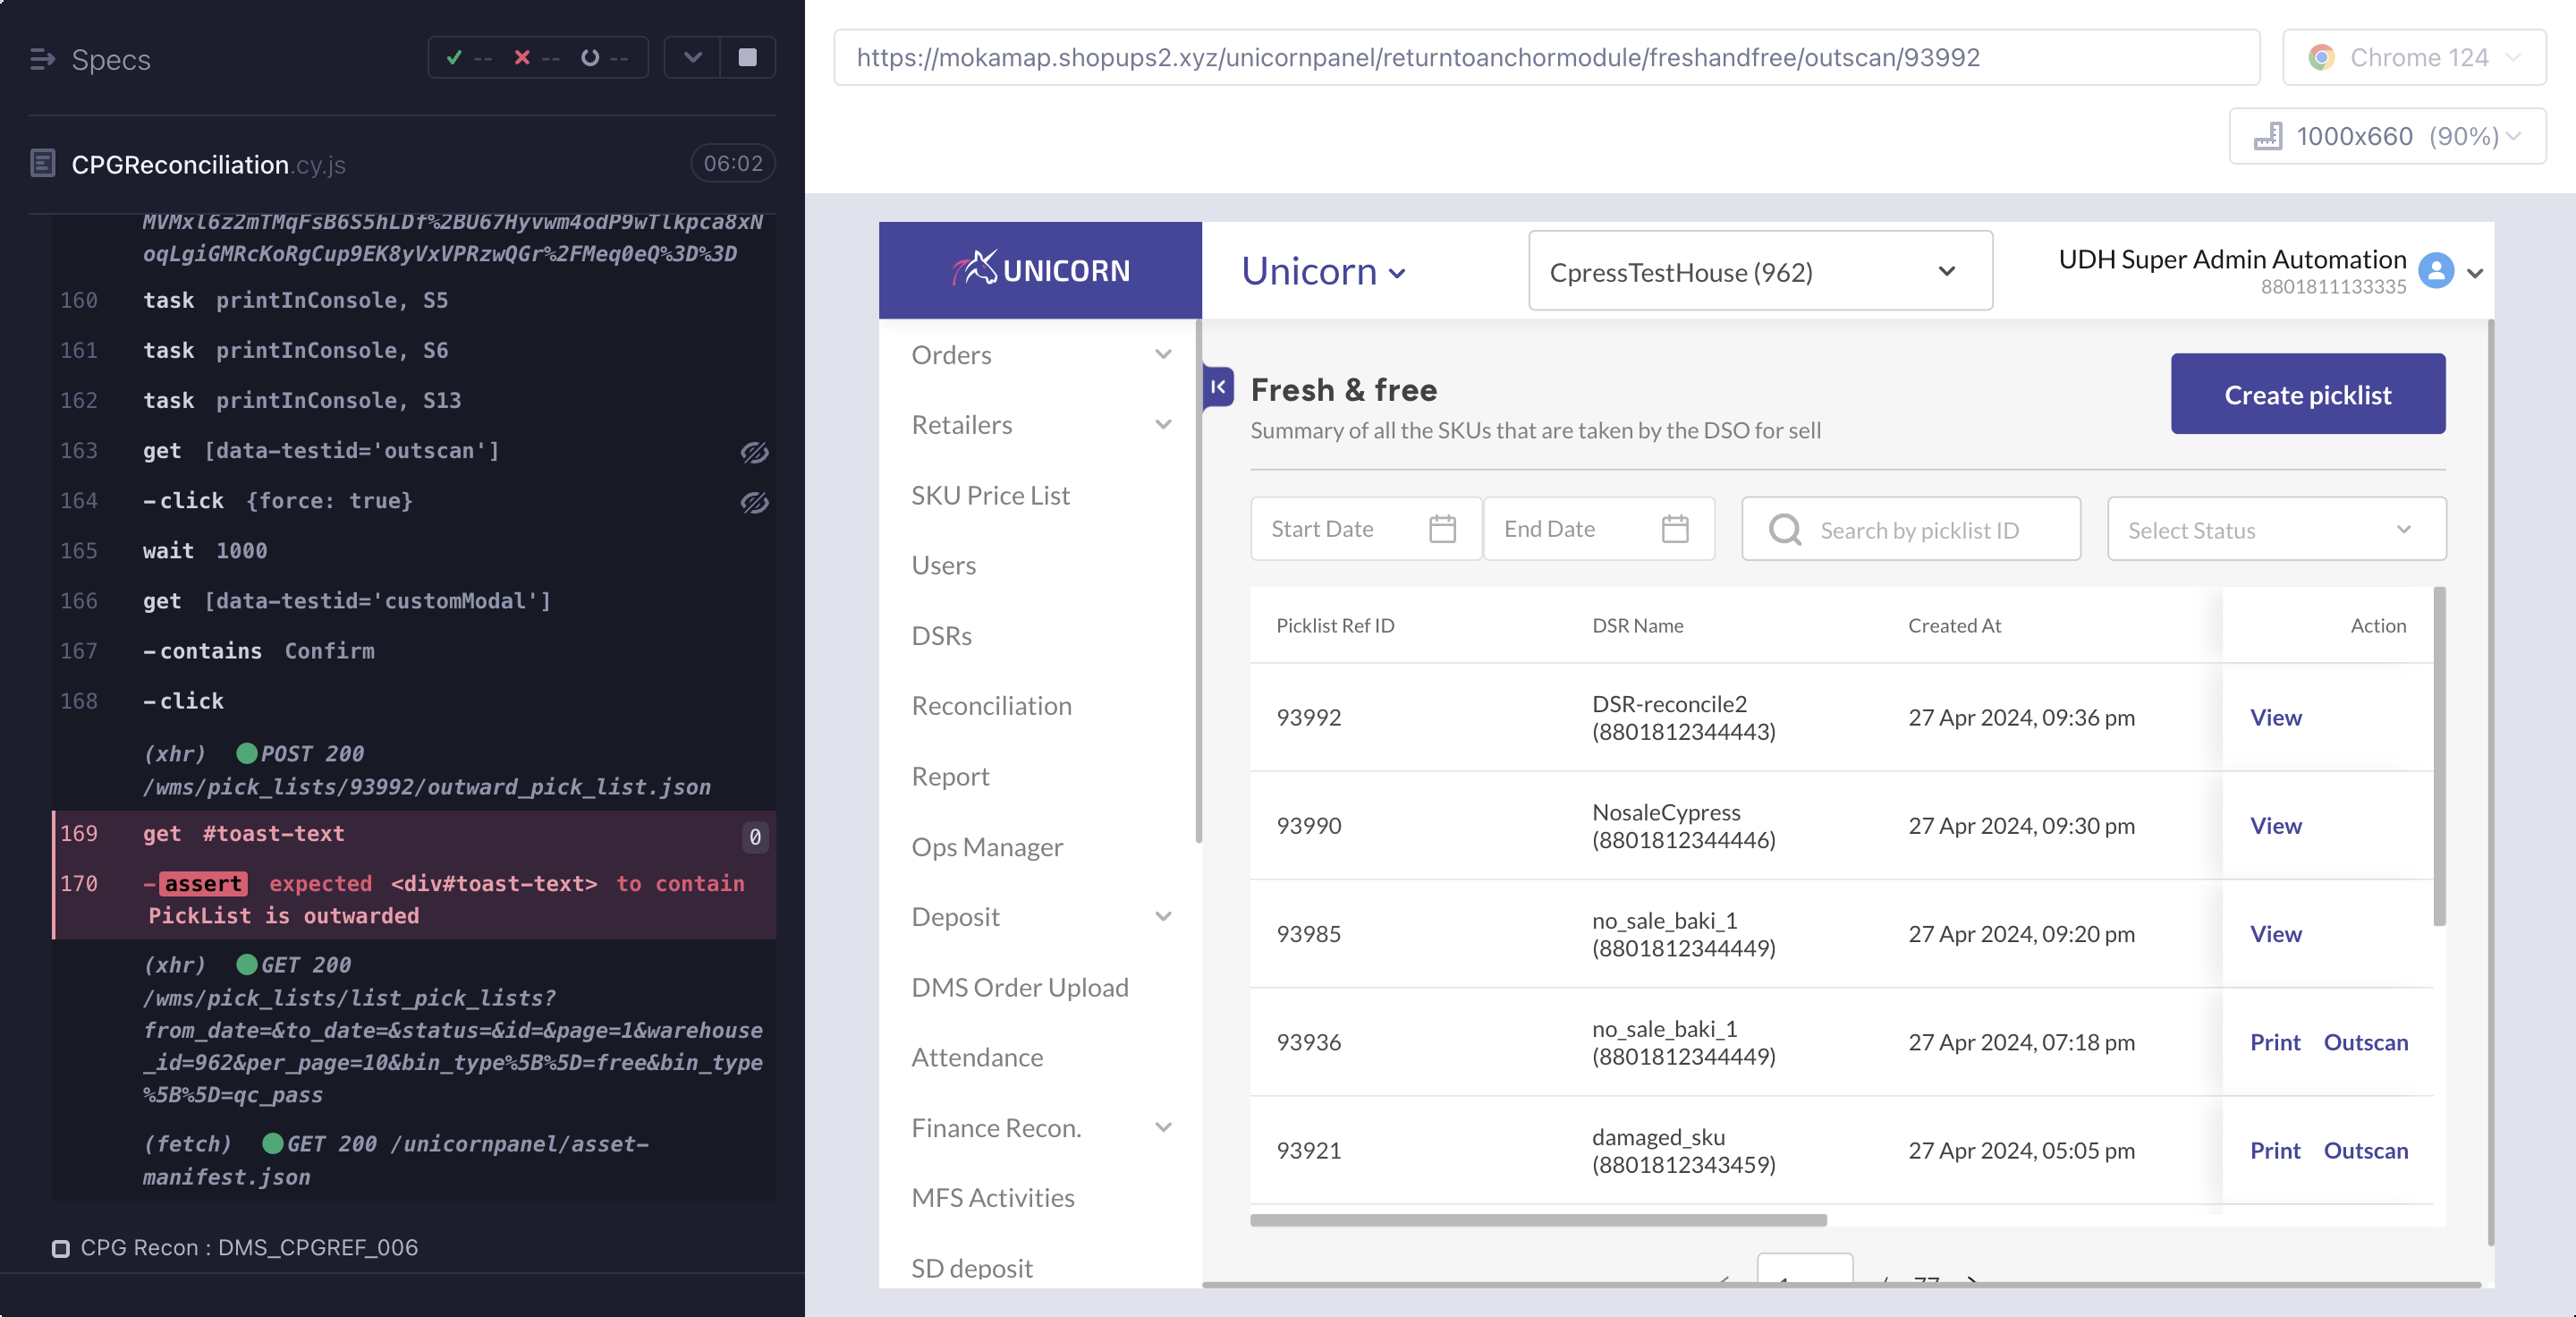 Specs
-- -- --
CPGReconciliation.cy.js
06:02
MVMxl6z2mTMqFsB6S5hLDf%2BU67Hyvwm4odP9wTlkpca8xN
oqLgiGMRcKoRgCup9EK8yVxVPRzwQGr%2FMeq0eQ%3D%3D
160 task printInConsole, S5
161 task printInConsole, S6
162 task printInConsole, S13
163 get [data-testid='outscan']
164 -click {force: true}
165 wait 1000
166 get [data-testid='customModal']
167 -contains Confirm
168 -click
(xhr) POST 200
/wms/pick_lists/93992/outward_pick_list.json
169 get #toast-text 0
170 -assert expected <div#toast-text> to contain
PickList is outwarded
(xhr) GET 200
/wms/pick_lists/list_pick_lists?
from_date=&to_date=&status=&id=&page=1&warehouse
_id=962&per_page=10&bin_type%5B%5D=free&bin_type
%5B%5D=qc_pass
(fetch) GET 200 /unicornpanel/asset-
manifest.json
CPG Recon : DMS_CPGREF_006
https://mokamap.shopups2.xyz/unicornpanel/returntoanchormodule/freshandfree/outscan/93992
Chrome 124
1000x660 (90%)
UNICORN
Unicorn
CpressTestHouse (962)
UDH Super Admin Automation
8801811133335
Orders
Retailers
SKU Price List
Users
DSRs
Reconciliation
Report
Ops Manager
Deposit
DMS Order Upload
Attendance
Finance Recon.
MFS Activities
SD deposit
Fresh & free
Summary of all the SKUs that are taken by the DSO for sell
Create picklist
Start Date
End Date
Search by picklist ID
Select Status
Picklist Ref ID DSR Name Created At Action
93992 DSR-reconcile2 (8801812344443) 27 Apr 2024, 09:36 pm View
93990 NosaleCypress (8801812344446) 27 Apr 2024, 09:30 pm View
93985 no_sale_baki_1 (8801812344449) 27 Apr 2024, 09:20 pm View
93936 no_sale_baki_1 (8801812344449) 27 Apr 2024, 07:18 pm Print Outscan
93921 damaged_sku (8801812343459) 27 Apr 2024, 05:05 pm Print Outscan